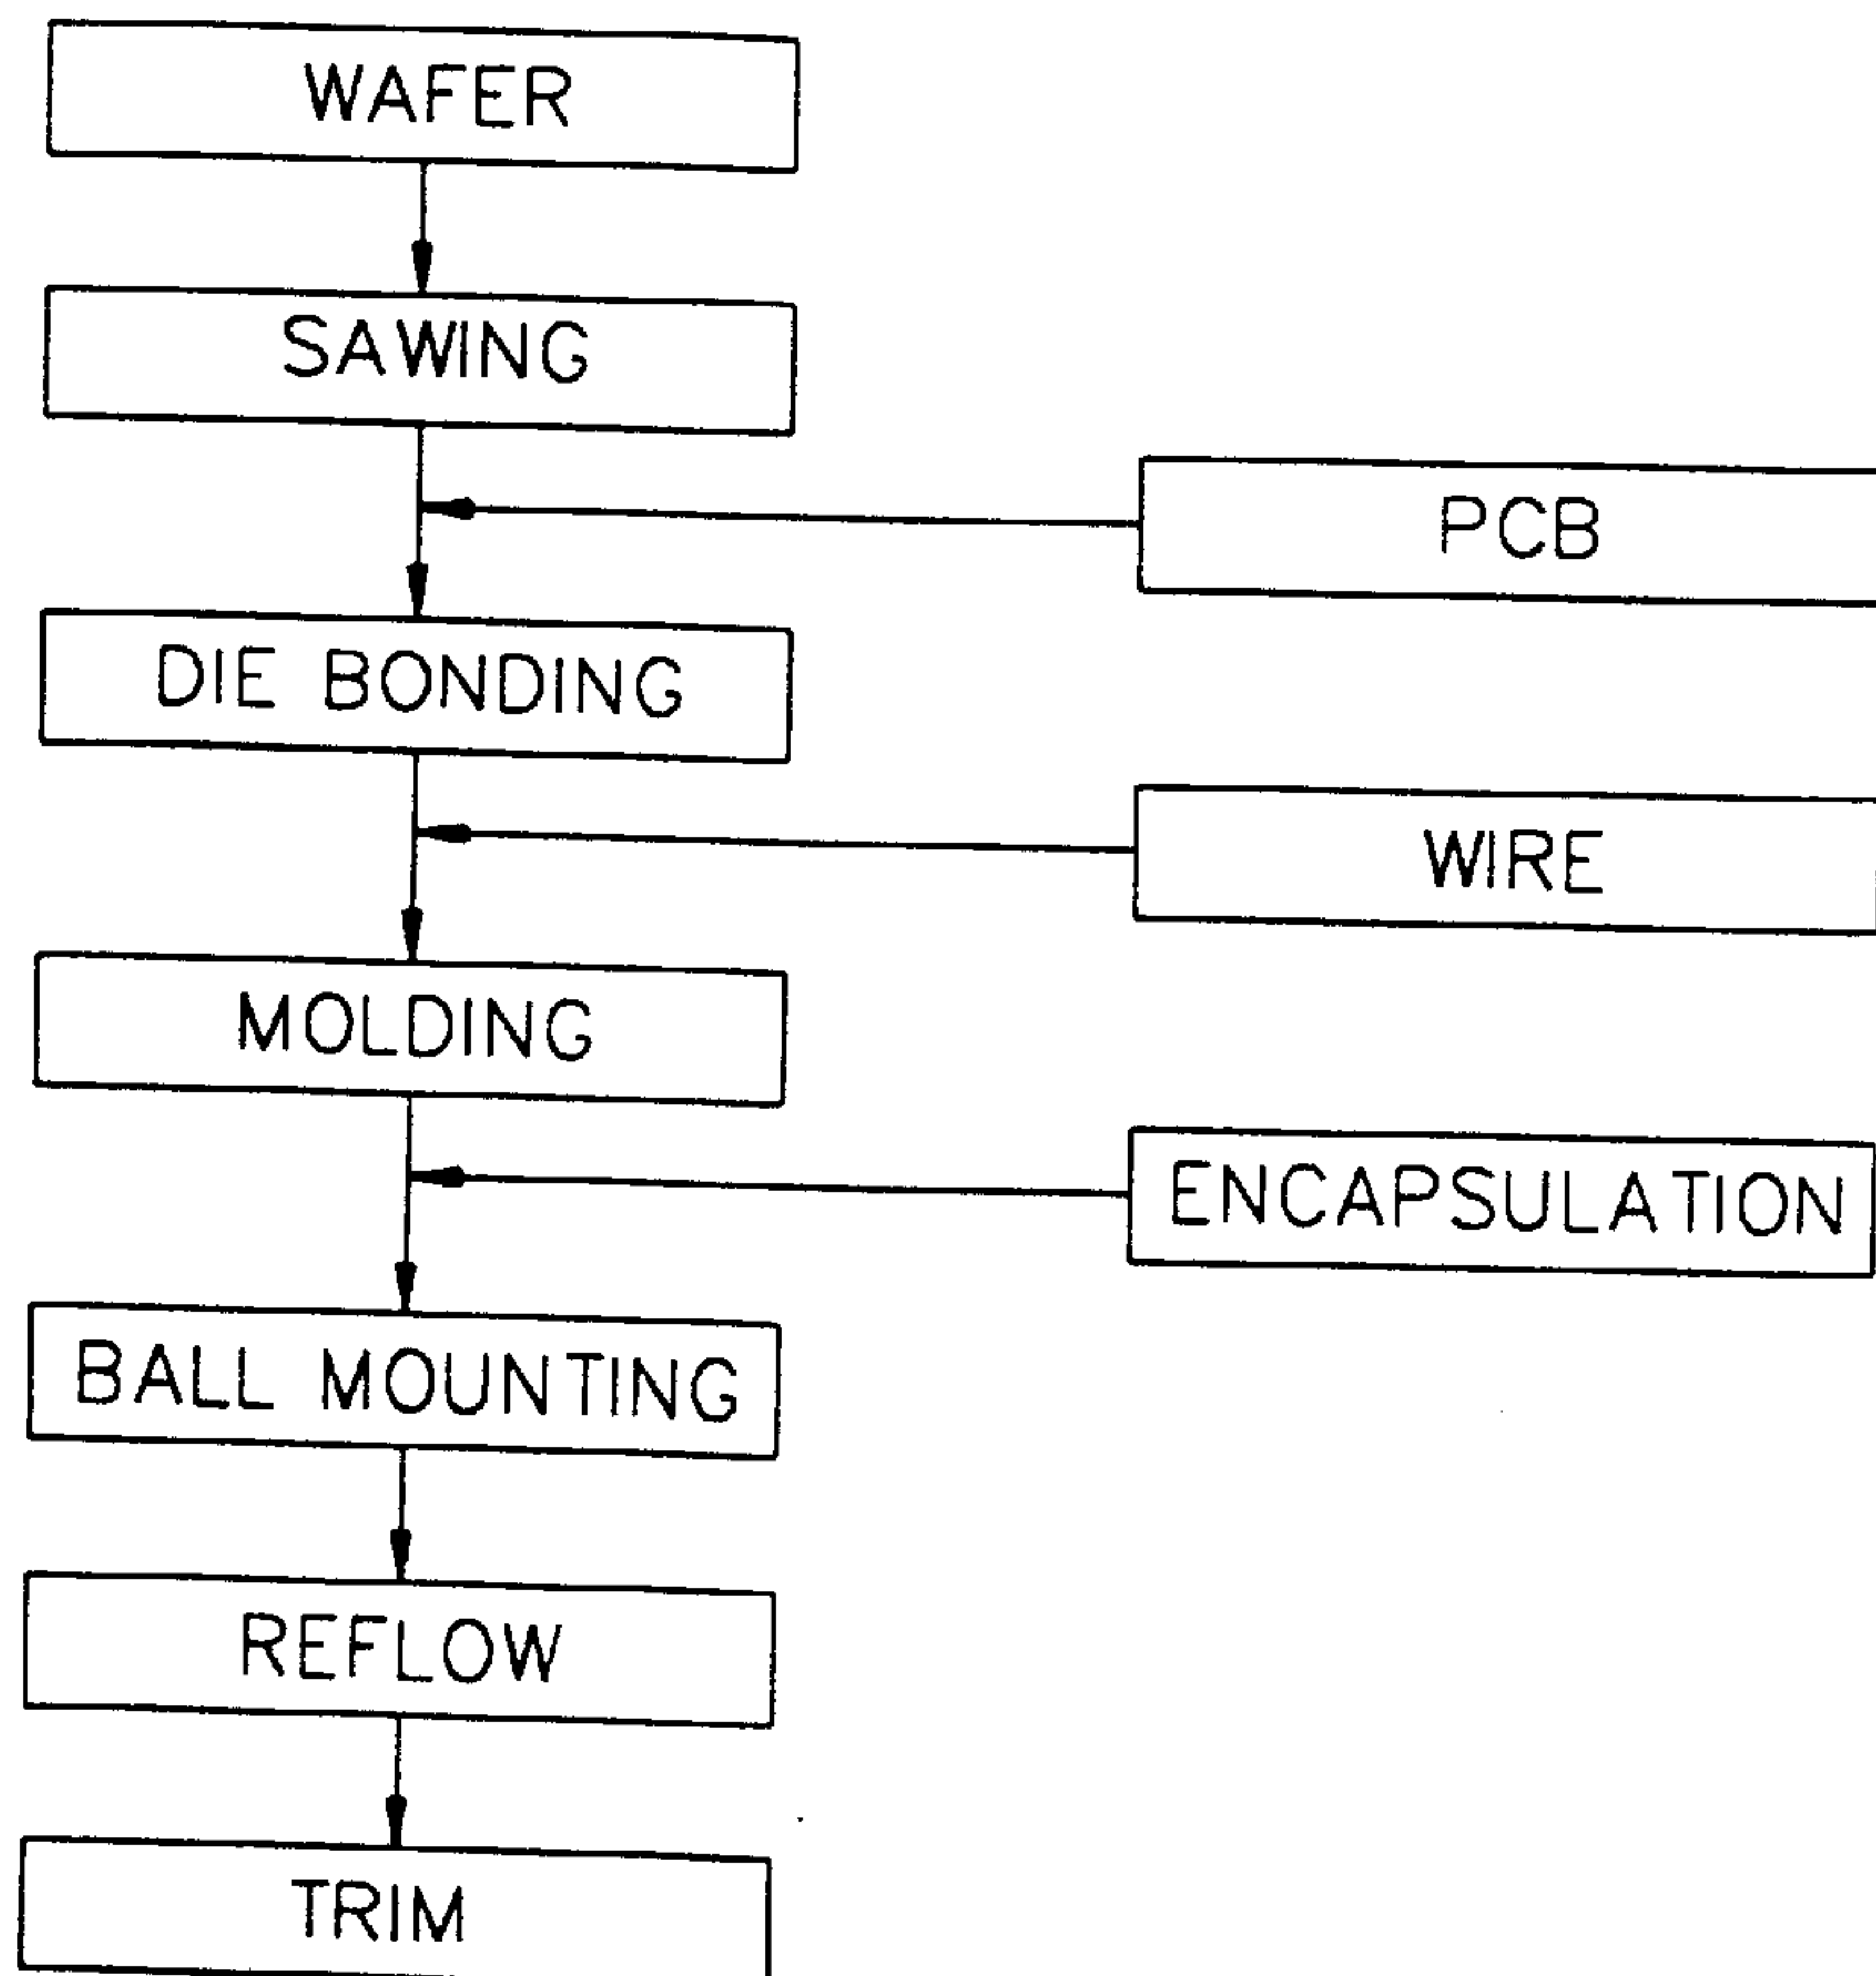 WAFER
SAWING
PCB
DIE BONDING
WIRE
MOLDING
ENCAPSULATION
BALL MOUNTING
REFLOW
TRIM